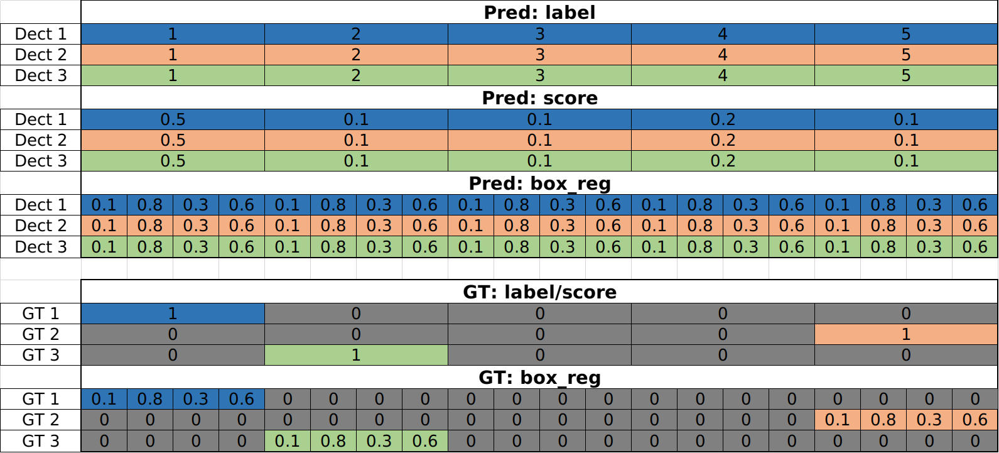 Pred: label
Dect 1 1 2 3 4 5
Dect 2 1 2 3 4 5
Dect 3 1 2 3 4 5
Pred: score
Dect 1 0.5 0.1 0.1 0.2 0.1
Dect 2 0.5 0.1 0.1 0.2 0.1
Dect 3 0.5 0.1 0.1 0.2 0.1
Pred: box_reg
Dect 1 0.1 0.8 0.3 0.6 0.1 0.8 0.3 0.6 0.1 0.8 0.3 0.6 0.1 0.8 0.3 0.6 0.1 0.8 0.3 0.6
Dect 2 0.1 0.8 0.3 0.6 0.1 0.8 0.3 0.6 0.1 0.8 0.3 0.6 0.1 0.8 0.3 0.6 0.1 0.8 0.3 0.6
Dect 3 0.1 0.8 0.3 0.6 0.1 0.8 0.3 0.6 0.1 0.8 0.3 0.6 0.1 0.8 0.3 0.6 0.1 0.8 0.3 0.6
GT: label/score
GT 1 1 0 0 0 0
GT 2 0 0 0 0 1
GT 3 0 1 0 0 0
GT: box_reg
GT 1 0.1 0.8 0.3 0.6 0 0 0 0 0 0 0 0 0 0 0 0 0 0 0 0
GT 2 0 0 0 0 0 0 0 0 0 0 0 0 0 0 0 0 0.1 0.8 0.3 0.6
GT 3 0 0 0 0 0.1 0.8 0.3 0.6 0 0 0 0 0 0 0 0 0 0 0 0